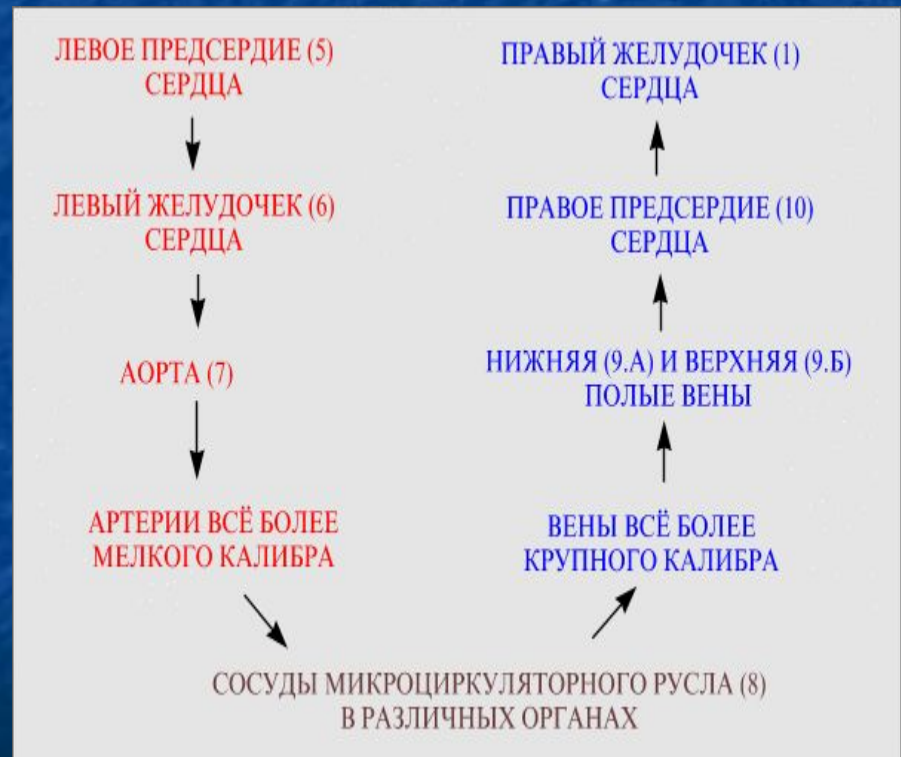 ЛЕВОЕ ПРЕДСЕРДИЕ (5)
СЕРДЦА
ЛЕВЫЙ ЖЕЛУДОЧЕК (6)
СЕРДЦА
АОРТА (7)
АРТЕРИИ ВСЁ БОЛЕЕ
МЕЛКОГО КАЛИБРА
СОСУДЫ МИКРОЦИРКУЛЯТОРНОГО РУСЛА (8)
В РАЗЛИЧНЫХ ОРГАНАХ
ВЕНЫ ВСЁ БОЛЕЕ
КРУПНОГО КАЛИБРА
НИЖНЯЯ (9.А) И ВЕРХНЯЯ (9.Б)
ПОЛЫЕ ВЕНЫ
ПРАВОЕ ПРЕДСЕРДИЕ (10)
СЕРДЦА
ПРАВЫЙ ЖЕЛУДОЧЕК (1)
СЕРДЦА